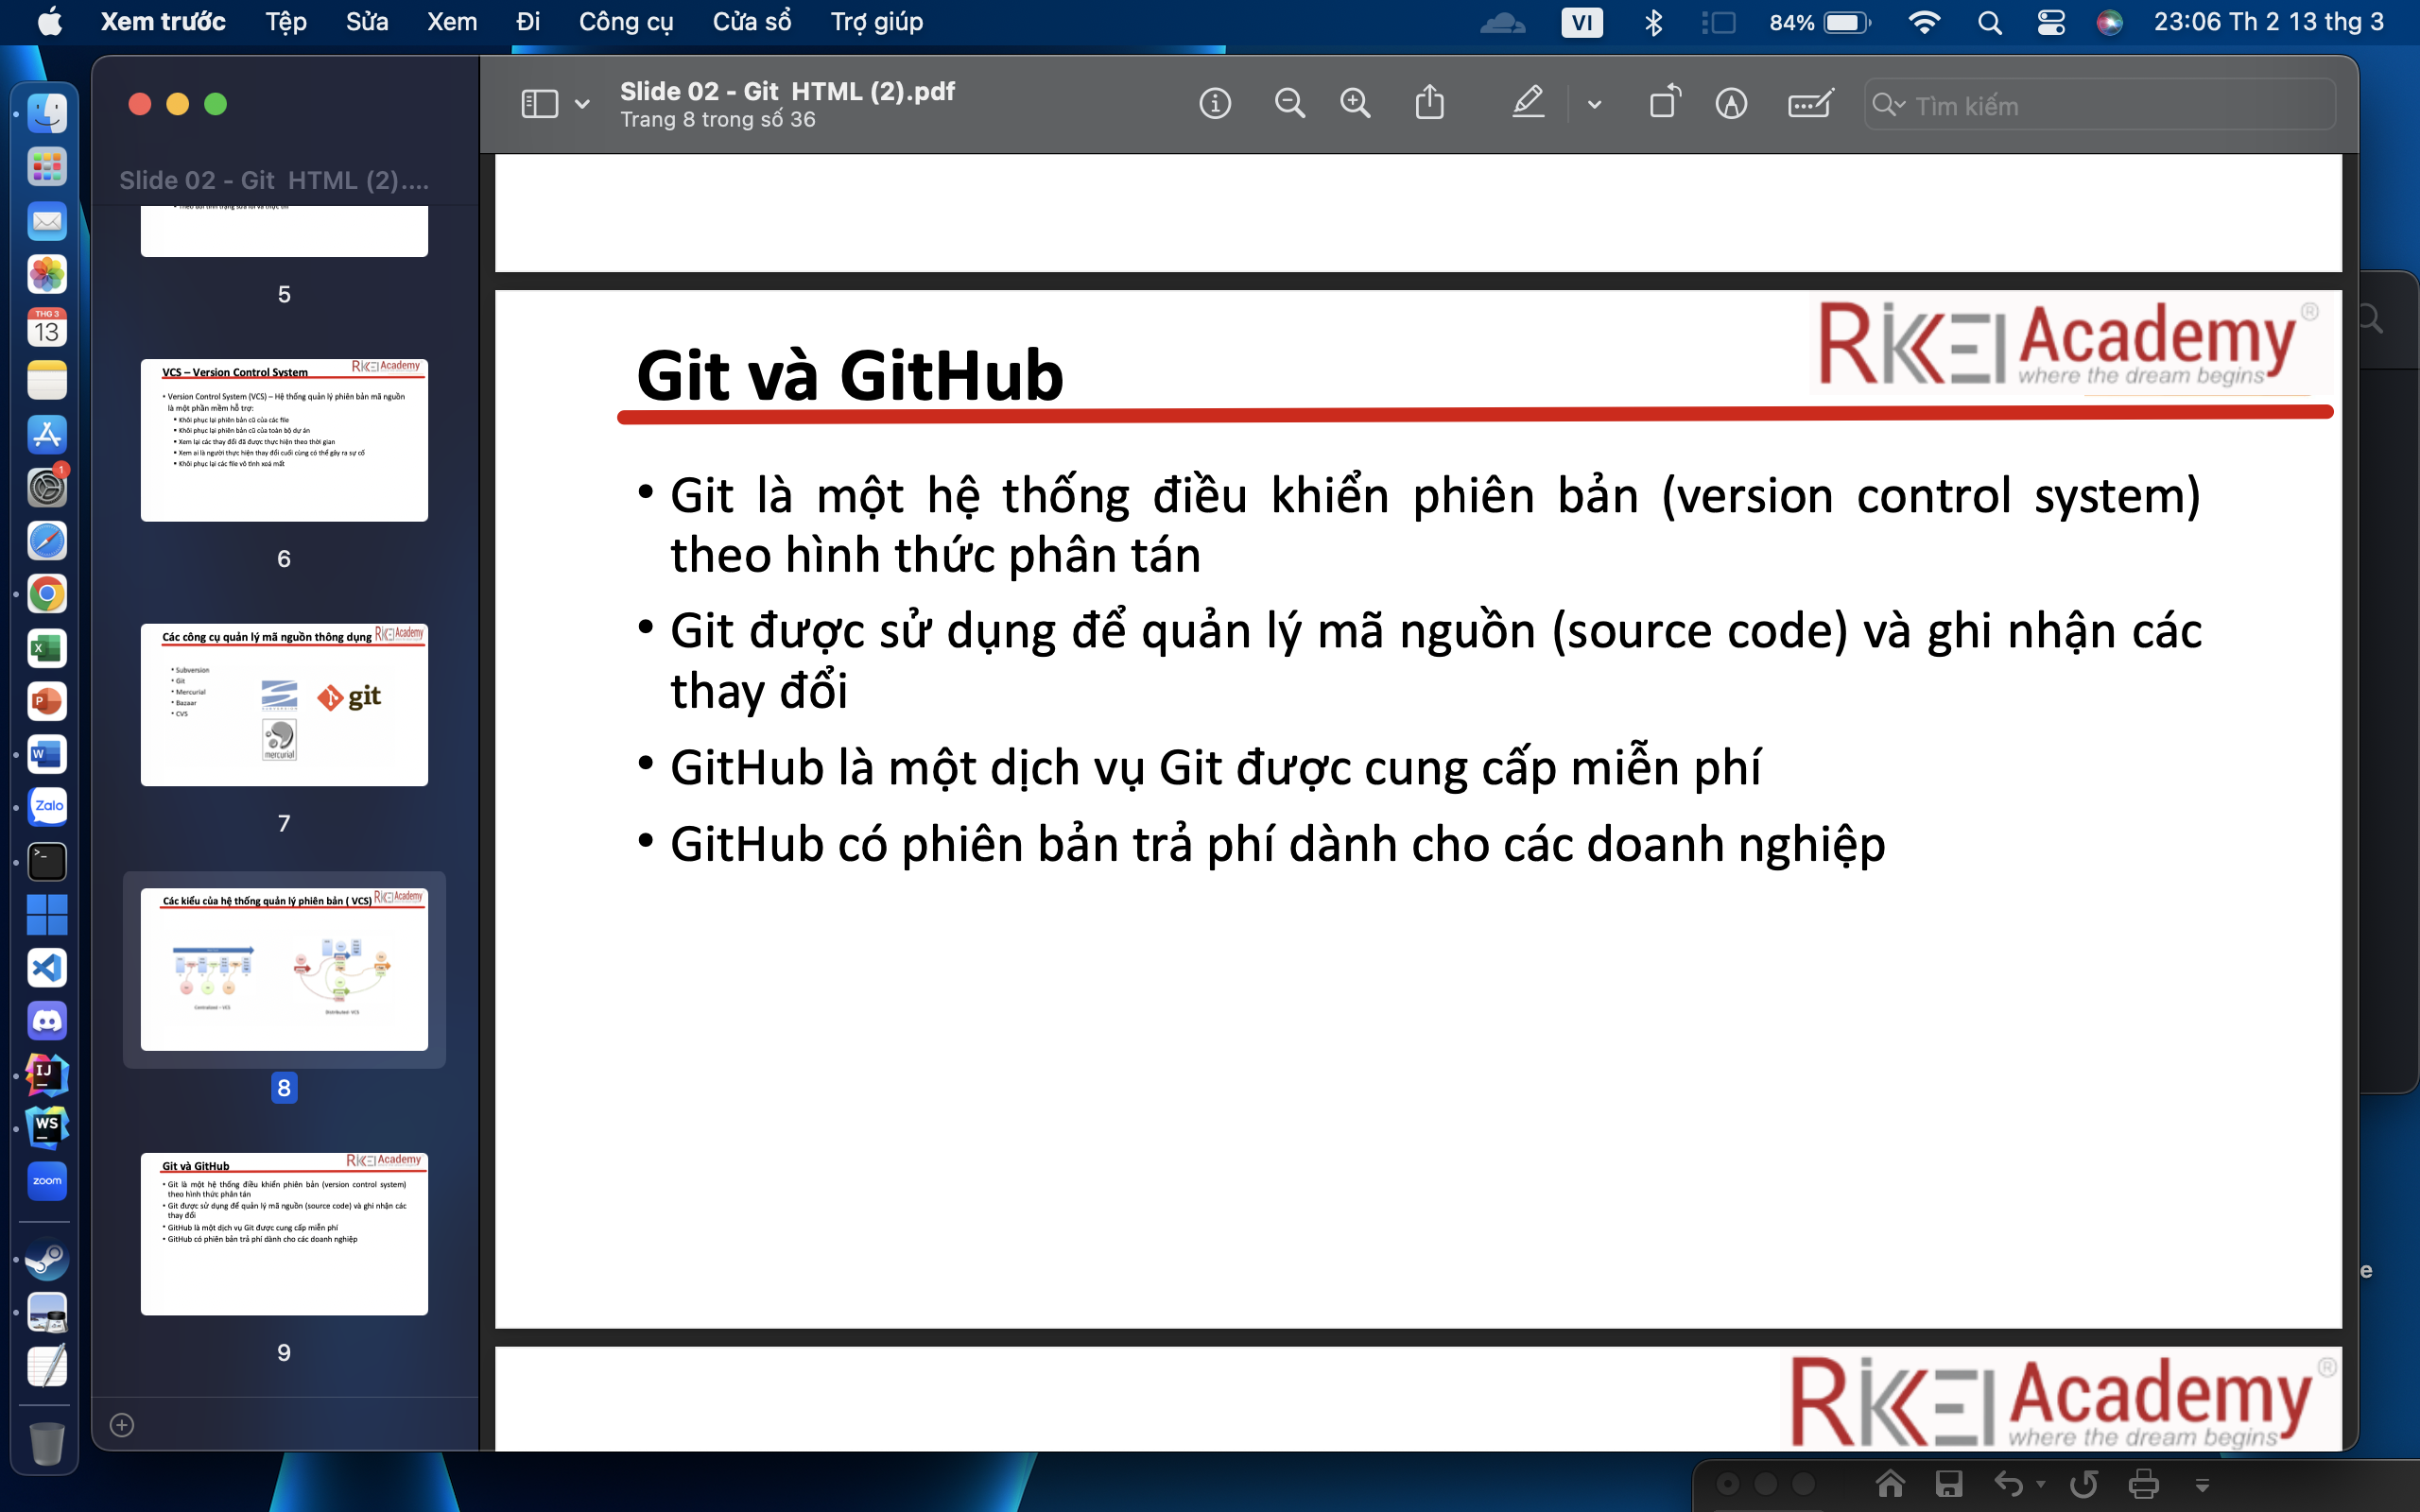 Xem trước Tệp Sửa Xem Đi Công cụ Cửa sổ Trợ giúp VI 84% 23:06 Th 2 13 thg 3
Slide 02 - Git HTML (2).pdf
Trang 8 trong số 36
Tìm kiếm
Slide 02 - Git HTML (2)....
5
VCS – Version Control System
RIKKEI Academy
• Version Control System (VCS) – Hệ thống quản lý phiên bản mã nguồn
là một phần mềm hỗ trợ:
▪ Khôi phục lại phiên bản cũ của các file
▪ Khôi phục lại phiên bản cũ của toàn bộ dự án
▪ Xem lại các thay đổi đã được thực hiện theo thời gian
▪ Xem ai là người thực hiện thay đổi cuối cùng có thể gây ra sự cố
▪ Khôi phục lại các file vô tình xoá mất
6
Các công cụ quản lý mã nguồn thông dụng
RIKKEI Academy
• Subversion
• Git
• Mercurial
• Bazaar
• CVS
git
mercurial
7
Các kiểu của hệ thống quản lý phiên bản ( VCS)
RIKKEI Academy
Centralized – VCS
Distributed VCS
8
Git và GitHub
RIKKEI Academy
• Git là một hệ thống điều khiển phiên bản (version control system)
theo hình thức phân tán
• Git được sử dụng để quản lý mã nguồn (source code) và ghi nhận các
thay đổi
• GitHub là một dịch vụ Git được cung cấp miễn phí
• GitHub có phiên bản trả phí dành cho các doanh nghiệp
9
RIKKEI Academy ®
where the dream begins
Git và GitHub
• Git là một hệ thống điều khiển phiên bản (version control system)
theo hình thức phân tán
• Git được sử dụng để quản lý mã nguồn (source code) và ghi nhận các
thay đổi
• GitHub là một dịch vụ Git được cung cấp miễn phí
• GitHub có phiên bản trả phí dành cho các doanh nghiệp
RIKKEI Academy ®
where the dream begins
THG 3
13
1
Zalo
IJ
WS
zoom
e